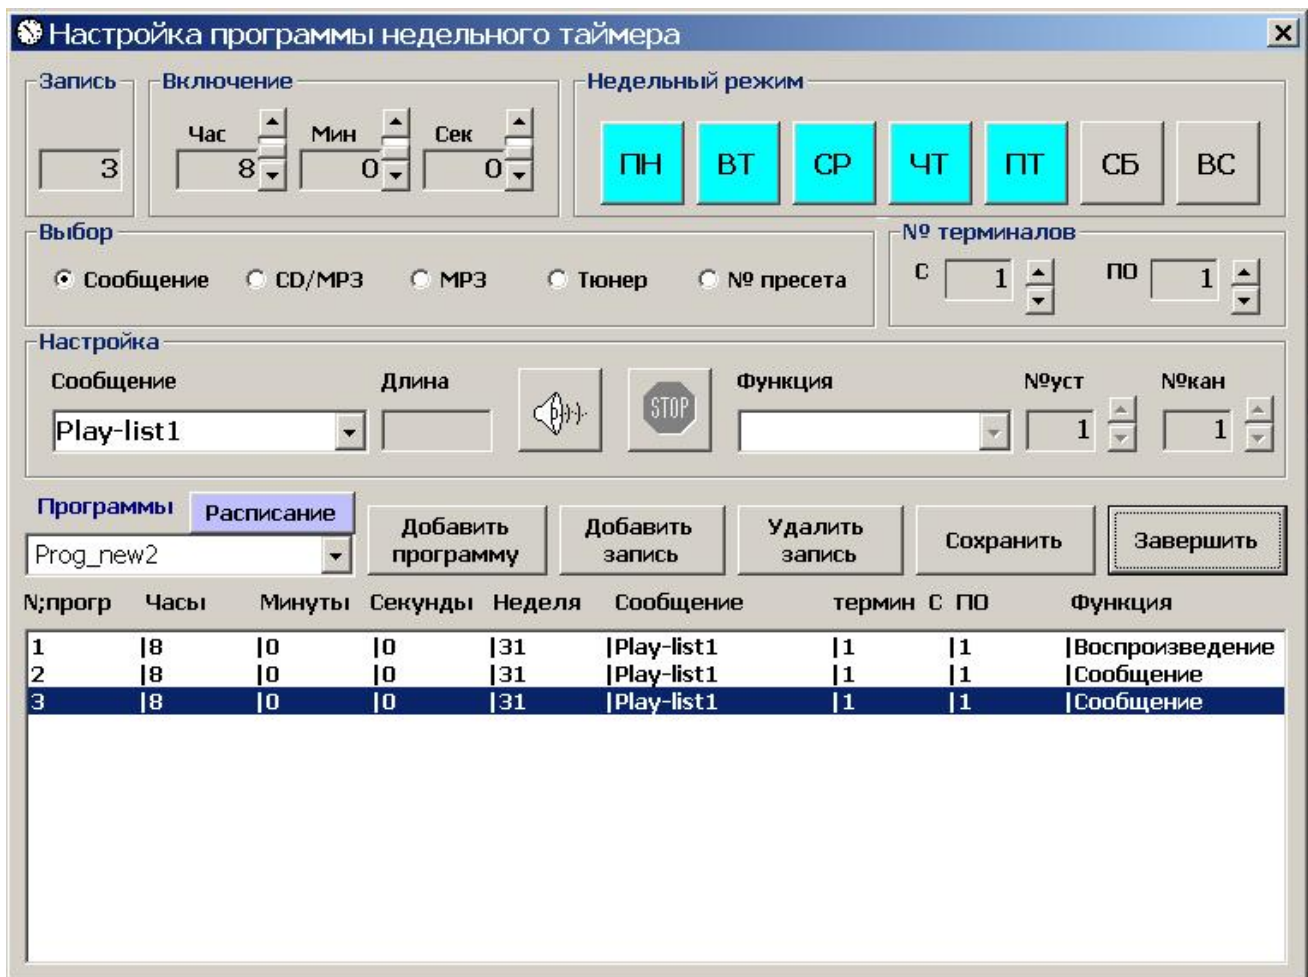 Настройка программы недельного таймера
Запись Включение Недельный режим
Час Мин Сек
3 8 0 0 ПН ВТ СР ЧТ ПТ СБ ВС
Выбор № терминалов
Сообщение CD/MP3 MP3 Тюнер № пресета С 1 ПО 1
Настройка
Сообщение Длина Функция №уст №кан
Play-list1 STOP 1 1
Программы Расписание
Prog_new2 Добавить программу Добавить запись Удалить запись Сохранить Завершить
N;прогр Часы Минуты Секунды Неделя Сообщение термин С ПО Функция
1 |8 |0 |0 |31 |Play-list1 |1 |1 |Воспроизведение
2 |8 |0 |0 |31 |Play-list1 |1 |1 |Сообщение
3 |8 |0 |0 |31 |Play-list1 |1 |1 |Сообщение